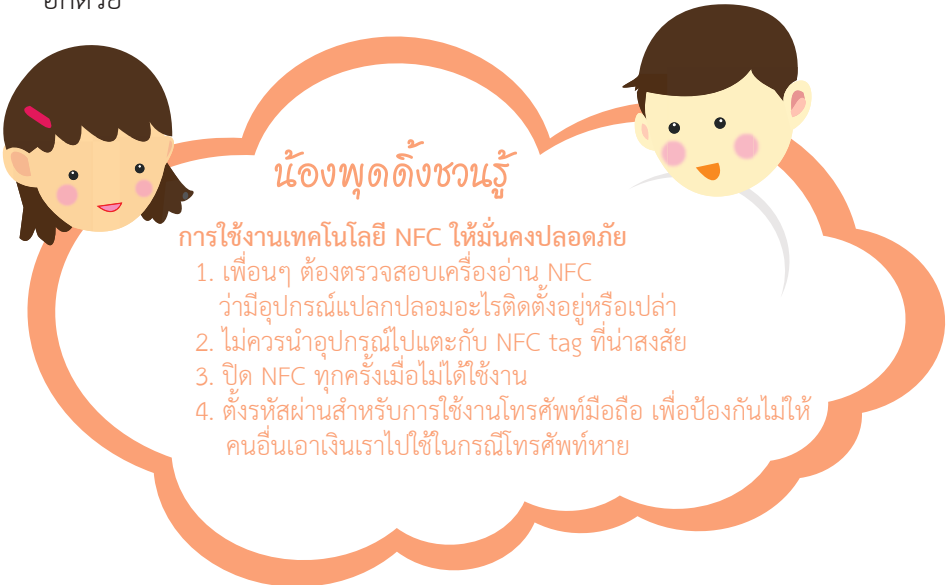 อีกด้วย
น้องพุดดิ้งชวนรู้
การใช้งานเทคโนโลยี NFC ให้มั่นคงปลอดภัย
1. เพื่อนๆ ต้องตรวจสอบเครื่องอ่าน NFC
ว่ามีอุปกรณ์แปลกปลอมอะไรติดตั้งอยู่หรือเปล่า
2. ไม่ควรนำอุปกรณ์ไปแตะกับ NFC tag ที่น่าสงสัย
3. ปิด NFC ทุกครั้งเมื่อไม่ได้ใช้งาน
4. ตั้งรหัสผ่านสำหรับการใช้งานโทรศัพท์มือถือ เพื่อป้องกันไม่ให้
คนอื่นเอาเงินเราไปใช้ในกรณีโทรศัพท์หาย